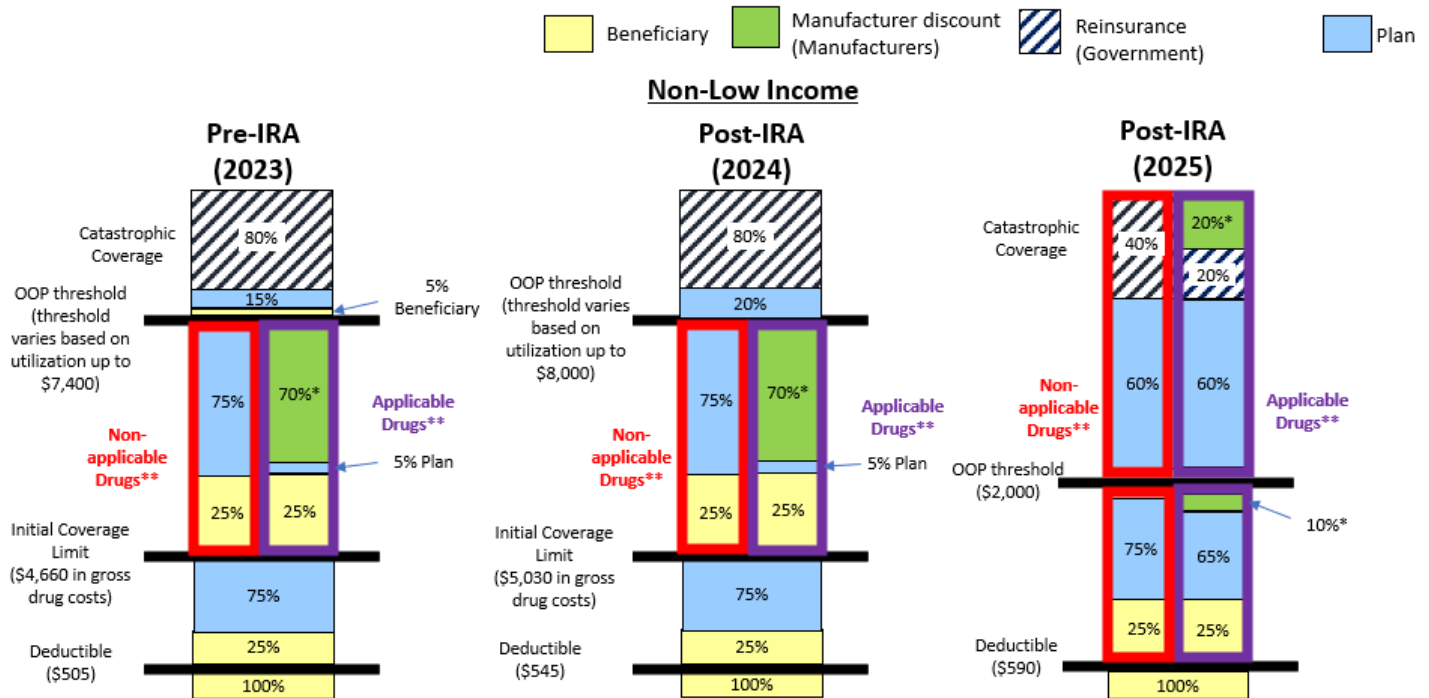 Beneficiary
Manufacturer discount
(Manufacturers)
Reinsurance
(Government)
Plan
Non-Low Income
Pre-IRA
(2023)
80%
Catastrophic
Coverage
15%
5%
Beneficiary
OOP threshold
(threshold
varies based on
utilization up to
$7,400)
75%
70%*
Applicable
Drugs**
Non-
applicable
Drugs**
5% Plan
25%
25%
Initial Coverage
Limit
($4,660 in gross
drug costs)
75%
25%
Deductible
($505)
100%
Post-IRA
(2024)
80%
OOP threshold
(threshold varies
based on
utilization up to
$8,000)
20%
75%
70%*
Applicable
Drugs**
Non-
applicable
Drugs**
5% Plan
25%
25%
Initial Coverage
Limit
($5,030 in gross
drug costs)
75%
25%
Deductible
($545)
100%
Post-IRA
(2025)
Catastrophic
Coverage
40%
20%*
20%
60%
60%
Non-
applicable
Drugs**
Applicable
Drugs**
OOP threshold
($2,000)
10%*
75%
65%
25%
25%
Deductible
($590)
100%